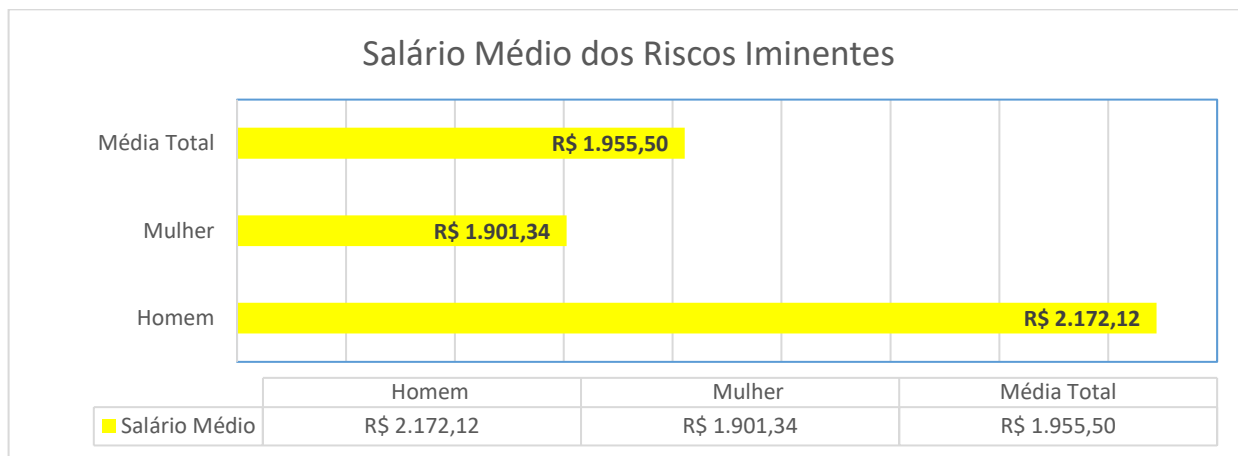 Salário Médio dos Riscos Iminentes
Média Total
R$ 1.955,50
Mulher
R$ 1.901,34
Homem
R$ 2.172,12
Homem Mulher Média Total
Salário Médio R$ 2.172,12 R$ 1.901,34 R$ 1.955,50